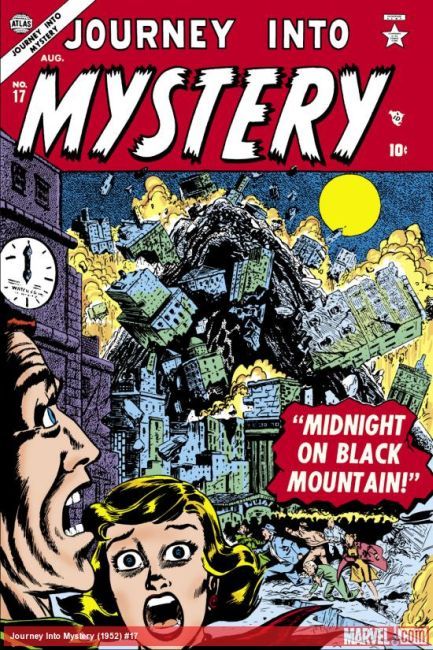 ATLAS
JOURNEY INTO
MYSTERY
JOURNEY INTO
AUG.
NO.
17
MYSTERY
10¢
"MIDNIGHT
ON BLACK
MOUNTAIN!"
Journey Into Mystery (1952) #17
MARVEL.com